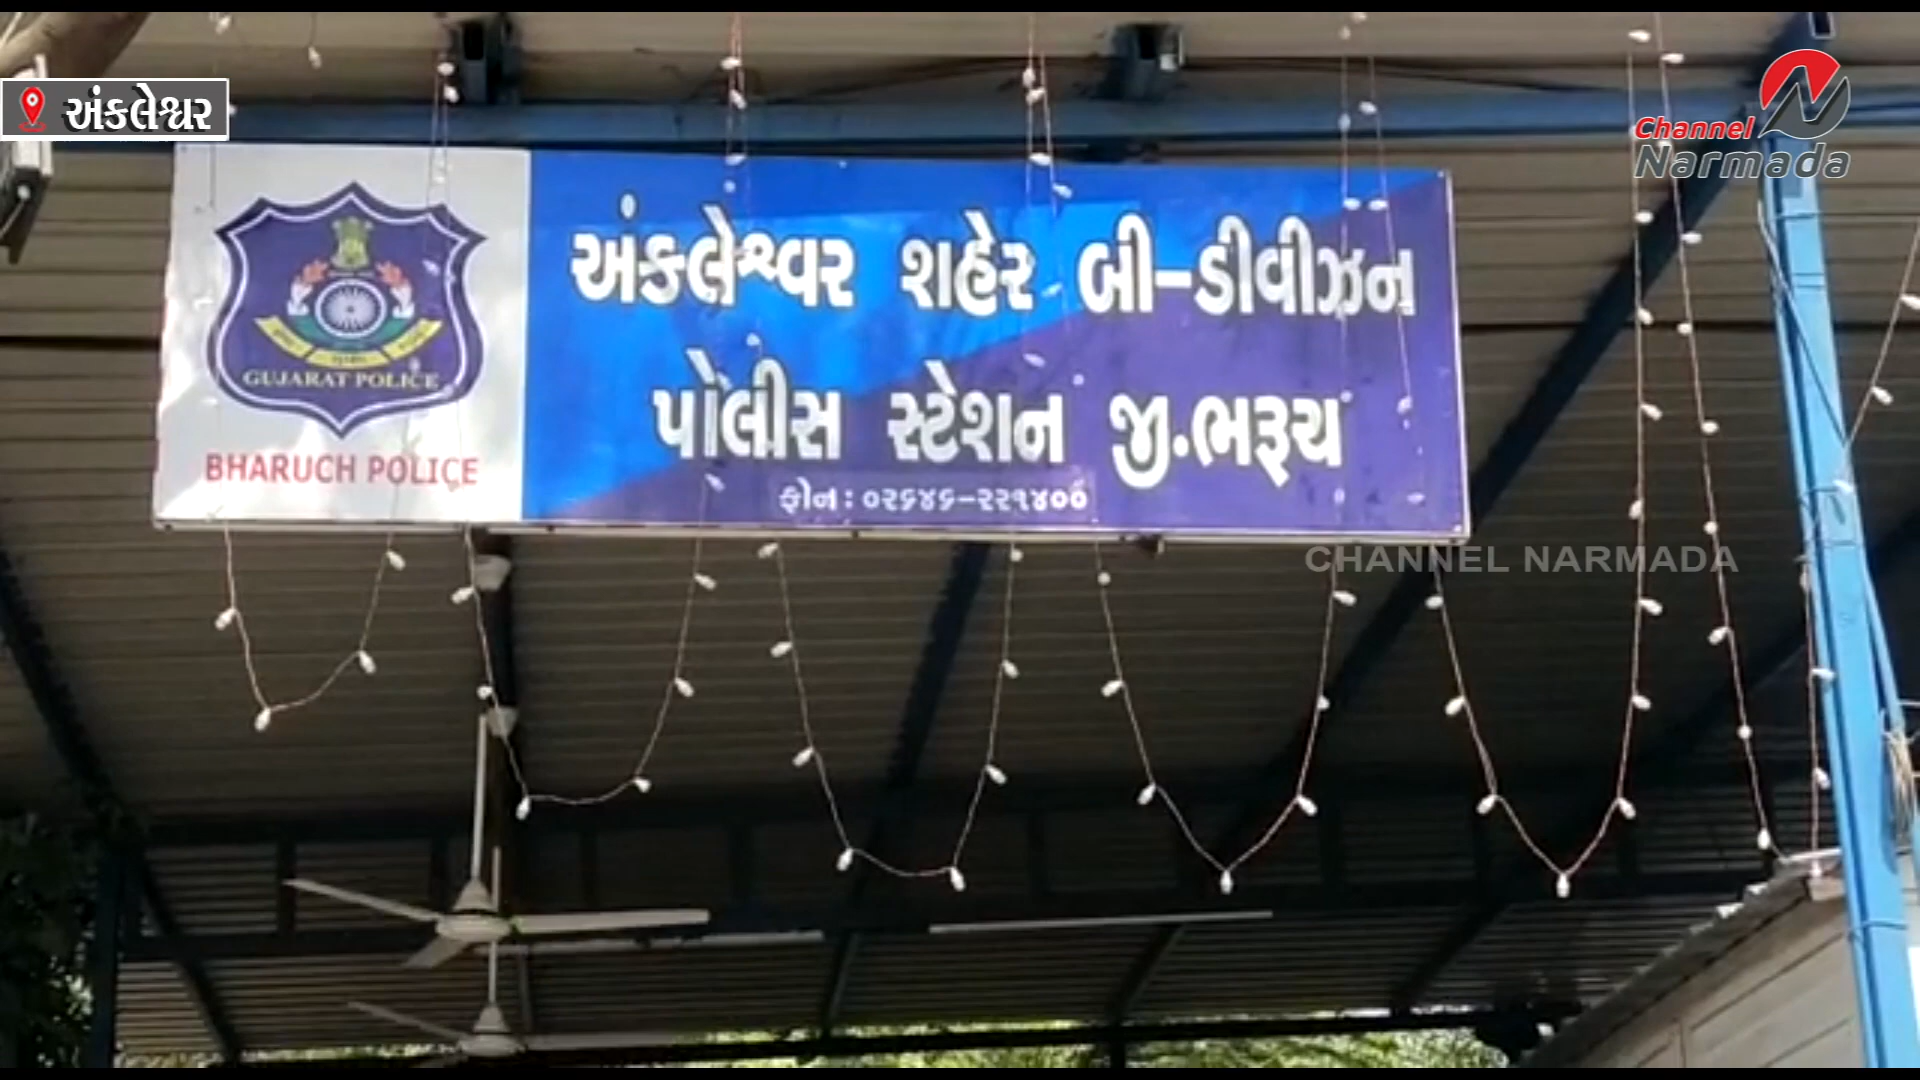 અંકલેશ્વર
Channel
Narmada
અંકલેશ્વર શહેર બી-ડીવીઝન
પોલીસ સ્ટેશન જી.ભરૂચ
ફોન : ૦૨૬૪૬-૨૨૧૪૦૦
GUJARAT POLICE
BHARUCH POLICE
CHANNEL NARMADA